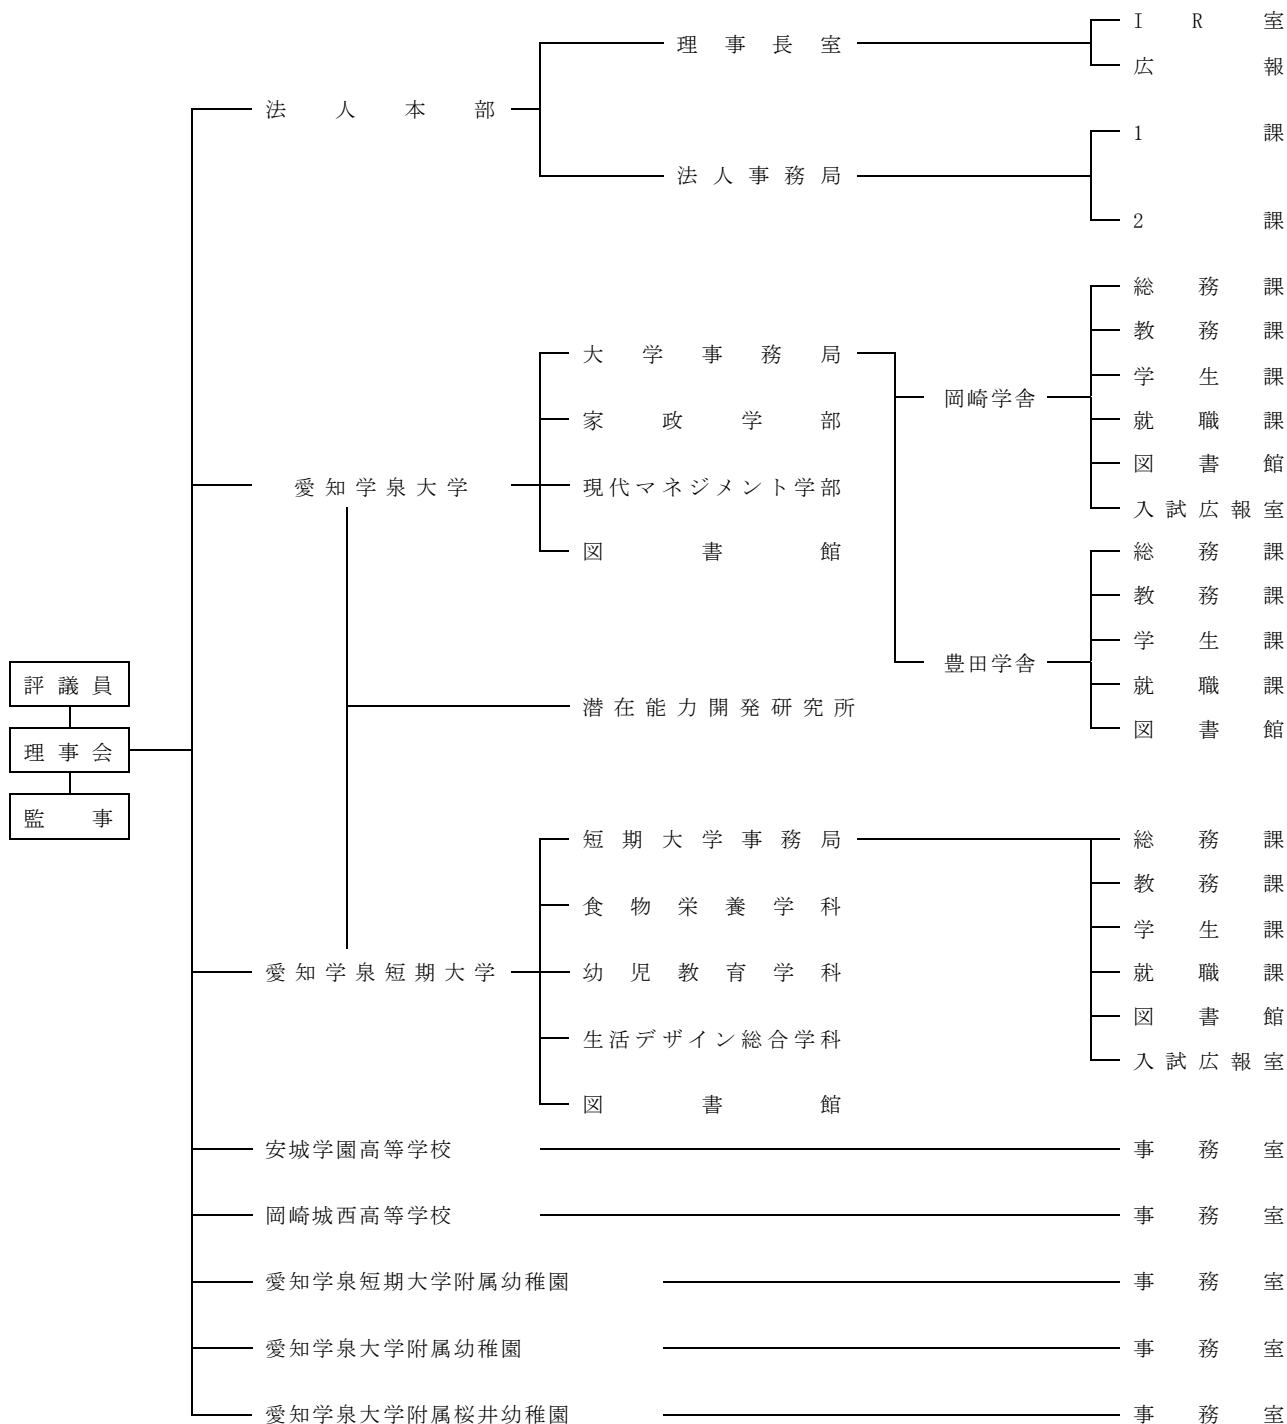 I R 室
理事長室
広報
法人本部
1 課
法人事務局
2 課
総務課
教務課
大学事務局
学生課
岡崎学舎
家政学部
就職課
図書館
愛知学泉大学
現代マネジメント学部
入試広報室
図書館
総務課
教務課
学生課
豊田学舎
評議員
就職課
潜在能力開発研究所
図書館
理事会
監事
短期大学事務局
総務課
教務課
食物栄養学科
学生課
愛知学泉短期大学
幼児教育学科
就職課
図書館
生活デザイン総合学科
入試広報室
図書館
安城学園高等学校
事務室
岡崎城西高等学校
事務室
愛知学泉短期大学附属幼稚園
事務室
愛知学泉大学附属幼稚園
事務室
愛知学泉大学附属桜井幼稚園
事務室